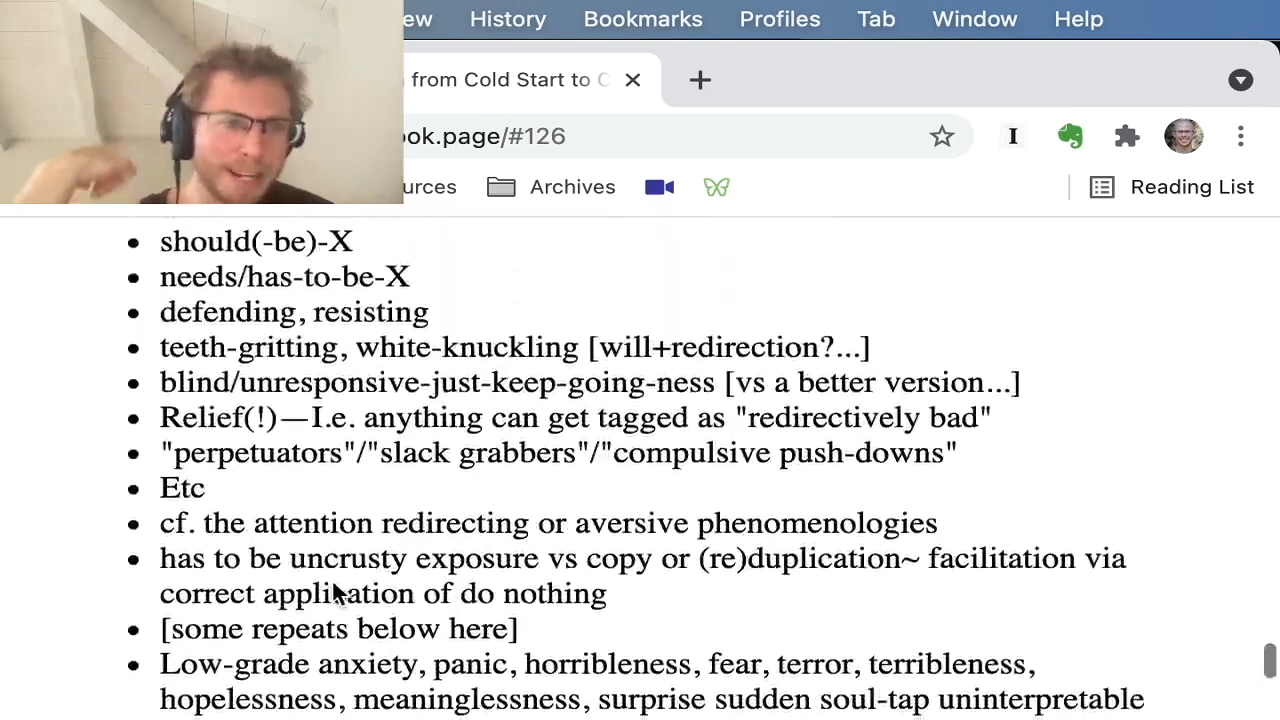 ew History Bookmarks Profiles Tab Window Help
from Cold Start to C
ok.page/#126
urces Archives Reading List
• should(-be)-X
• needs/has-to-be-X
• defending, resisting
• teeth-gritting, white-knuckling [will+redirection?...]
• blind/unresponsive-just-keep-going-ness [vs a better version...]
• Relief(!)—I.e. anything can get tagged as "redirectively bad"
• "perpetuators"/"slack grabbers"/"compulsive push-downs"
• Etc
• cf. the attention redirecting or aversive phenomenologies
• has to be uncrusty exposure vs copy or (re)duplication~ facilitation via
correct application of do nothing
• [some repeats below here]
• Low-grade anxiety, panic, horribleness, fear, terror, terribleness,
hopelessness, meaninglessness, surprise sudden soul-tap uninterpretable